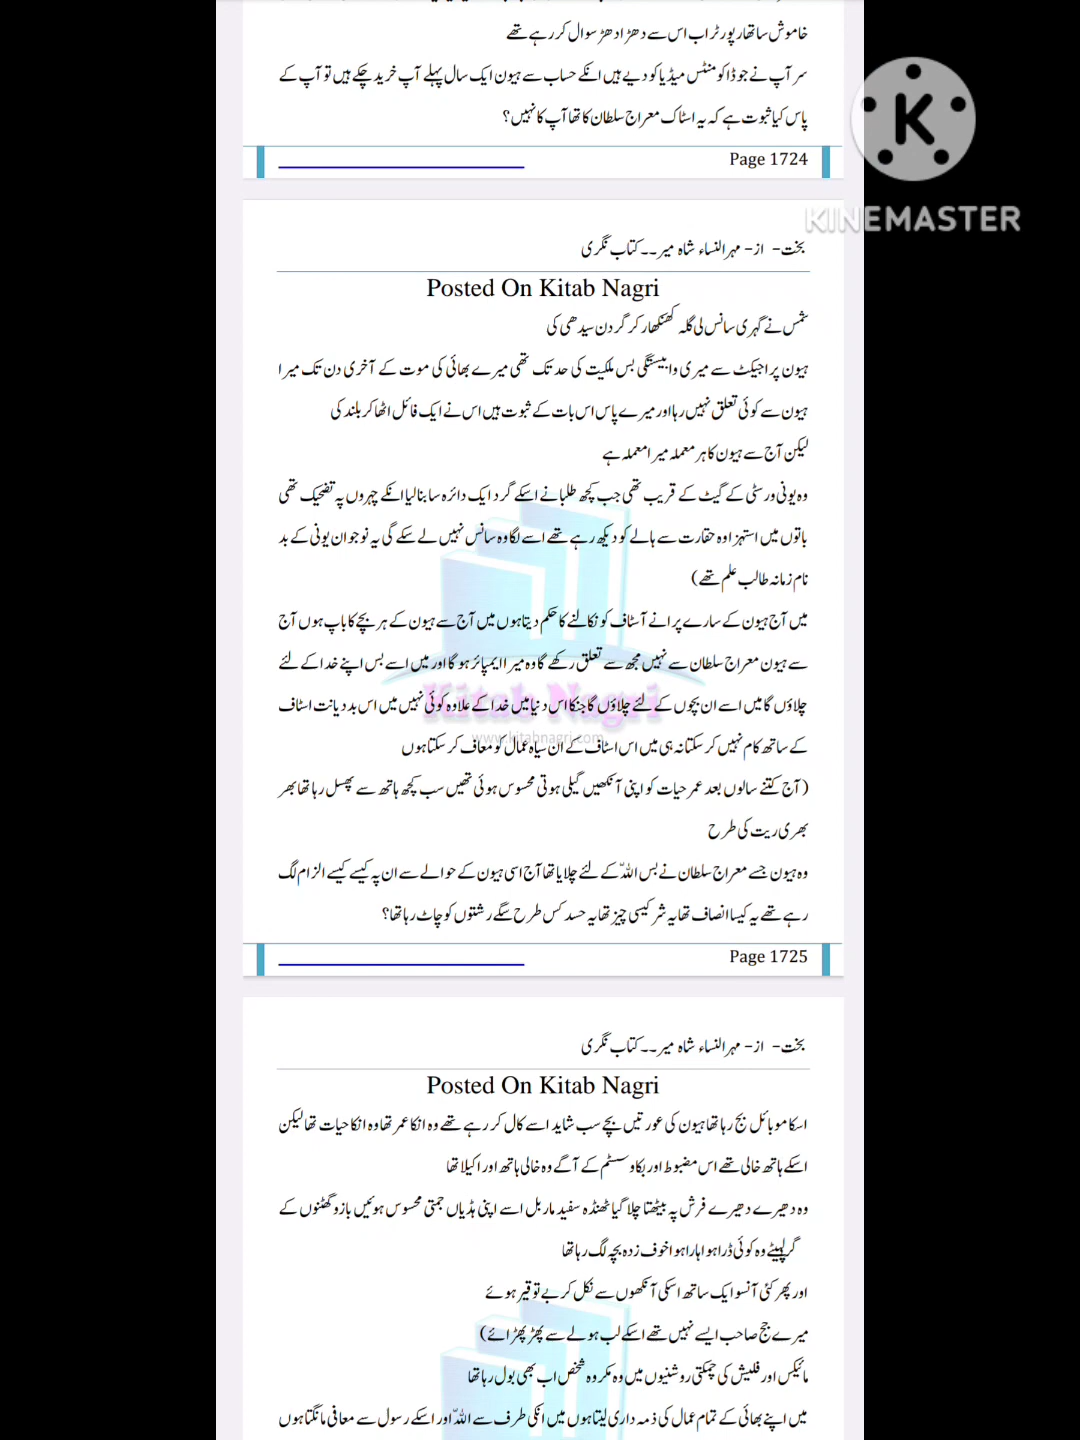 خاموش سا تھا رپورٹر اب اس سے دھڑا دھڑ سوال کر رہے تھے
سر آپ نے جو ڈاکومنٹس میڈیا کو دیے ہیں انکے حساب سے ہیون ایک سال پہلے آپ خرید چکے ہیں تو آپ کے
پاس کیا ثبوت ہے کہ یہ اسٹاک معراج سلطان کا تھا آپ کا نہیں؟
Page 1724
K
KINEMASTER
بخت- از- مہرالنساء شاہ میر۔۔کتاب نگری
Posted On Kitab Nagri
شمس نے گہری سانس لی گلہ کھنکھار کر گردن سیدھی کی
ہیون پراجیکٹ سے میری وابستگی بس ملکیت کی حد تک تھی میرے بھائی کی موت کے آخری دن تک میرا
ہیون سے کوئی تعلق نہیں رہا اور میرے پاس اس بات کے ثبوت ہیں اس نے ایک فائل اٹھا کر بلند کی
لیکن آج سے ہیون کا ہر معملہ میرا معملہ ہے
وہ یونی ورسٹی کے گیٹ کے قریب تھی جب کچھ طلبا نے اسکے گرد ایک دائرہ سا بنا لیا انکے چہروں پہ تضحیک تھی
باتوں میں استہزا وہ حقارت سے ہالے کو دیکھ رہے تھے اسے لگا وہ سانس نہیں لے سکے گی یہ نوجوان یونی کے بد
نام زمانہ طالب علم تھے)
میں آج ہیون کے سارے پرانے آسٹاف کو نکالنے کا حکم دیتا ہوں میں آج سے ہیون کے ہر بچے کا باپ ہوں آج
سے ہیون معراج سلطان سے نہیں مجھ سے تعلق رکھے گا وہ میرا ایمپائر ہو گا اور میں اسے بس اپنے خدا کے لئے
چلاؤں گا میں اسے ان بچوں کے لئے چلاؤں گا جنکا اس دنیا میں خدا کے علاوہ کوئی نہیں میں اس بددیانت اسٹاف
Kitab Nagri
www.kitabnagri.com
کے ساتھ کام نہیں کر سکتا نہ ہی میں اس اسٹاف کے ان سیاہ عمال کو معاف کر سکتا ہوں
(آج کتنے سالوں بعد عمر حیات کو اپنی آنکھیں گیلی ہوتی محسوس ہوئی تھیں سب کچھ ہاتھ سے پھسل رہا تھا بھر
بھری ریت کی طرح
وہ ہیون جسے معراج سلطان نے بس اللہ کے لئے چلایا تھا آج اسی ہیون کے حوالے سے ان پہ کیسے کیسے الزام لگ
رہے تھے یہ کیسا انصاف تھا یہ شر کیسی چیز تھا یہ حسد کس طرح سگے رشتوں کو چاٹ رہا تھا؟
Page 1725
بخت- از- مہرالنساء شاہ میر۔۔کتاب نگری
Posted On Kitab Nagri
اسکا موبائل بج رہا تھا ہیون کی عورتیں بچے سب شاید اسے کال کر رہے تھے وہ انکا عمر تھا وہ انکا حیات تھا لیکن
اسکے ہاتھ خالی تھے اس مضبوط اور بکاو سسٹم کے آگے وہ خالی ہاتھ اور اکیلا تھا
وہ دھیرے دھیرے فرش پہ بیٹھتا چلا گیا ٹھنڈہ سفید ماربل اسے اپنی ہڈیاں جمتی محسوس ہوئیں بازو گھٹنوں کے
گرد لپیٹے وہ کوئی ڈرا ہوا ہارا ہوا خوف زدہ بچہ لگ رہا تھا
اور پھر کئی آنسو ایک ساتھ اسکی آنکھوں سے نکل کر بے توقیر ہوئے
میرے جج صاحب ایسے نہیں تھے اسکے لب ہولے سے پھڑ پھڑائے)
مائیکس اور فلیش کی چمکتی روشنیوں میں وہ مکروہ شخص اب بھی بول رہا تھا
میں اپنے بھائی کے تمام عمال کی ذمہ داری لیتا ہوں میں انکی طرف سے اللہ اور اسکے رسول سے معافی مانگتا ہوں